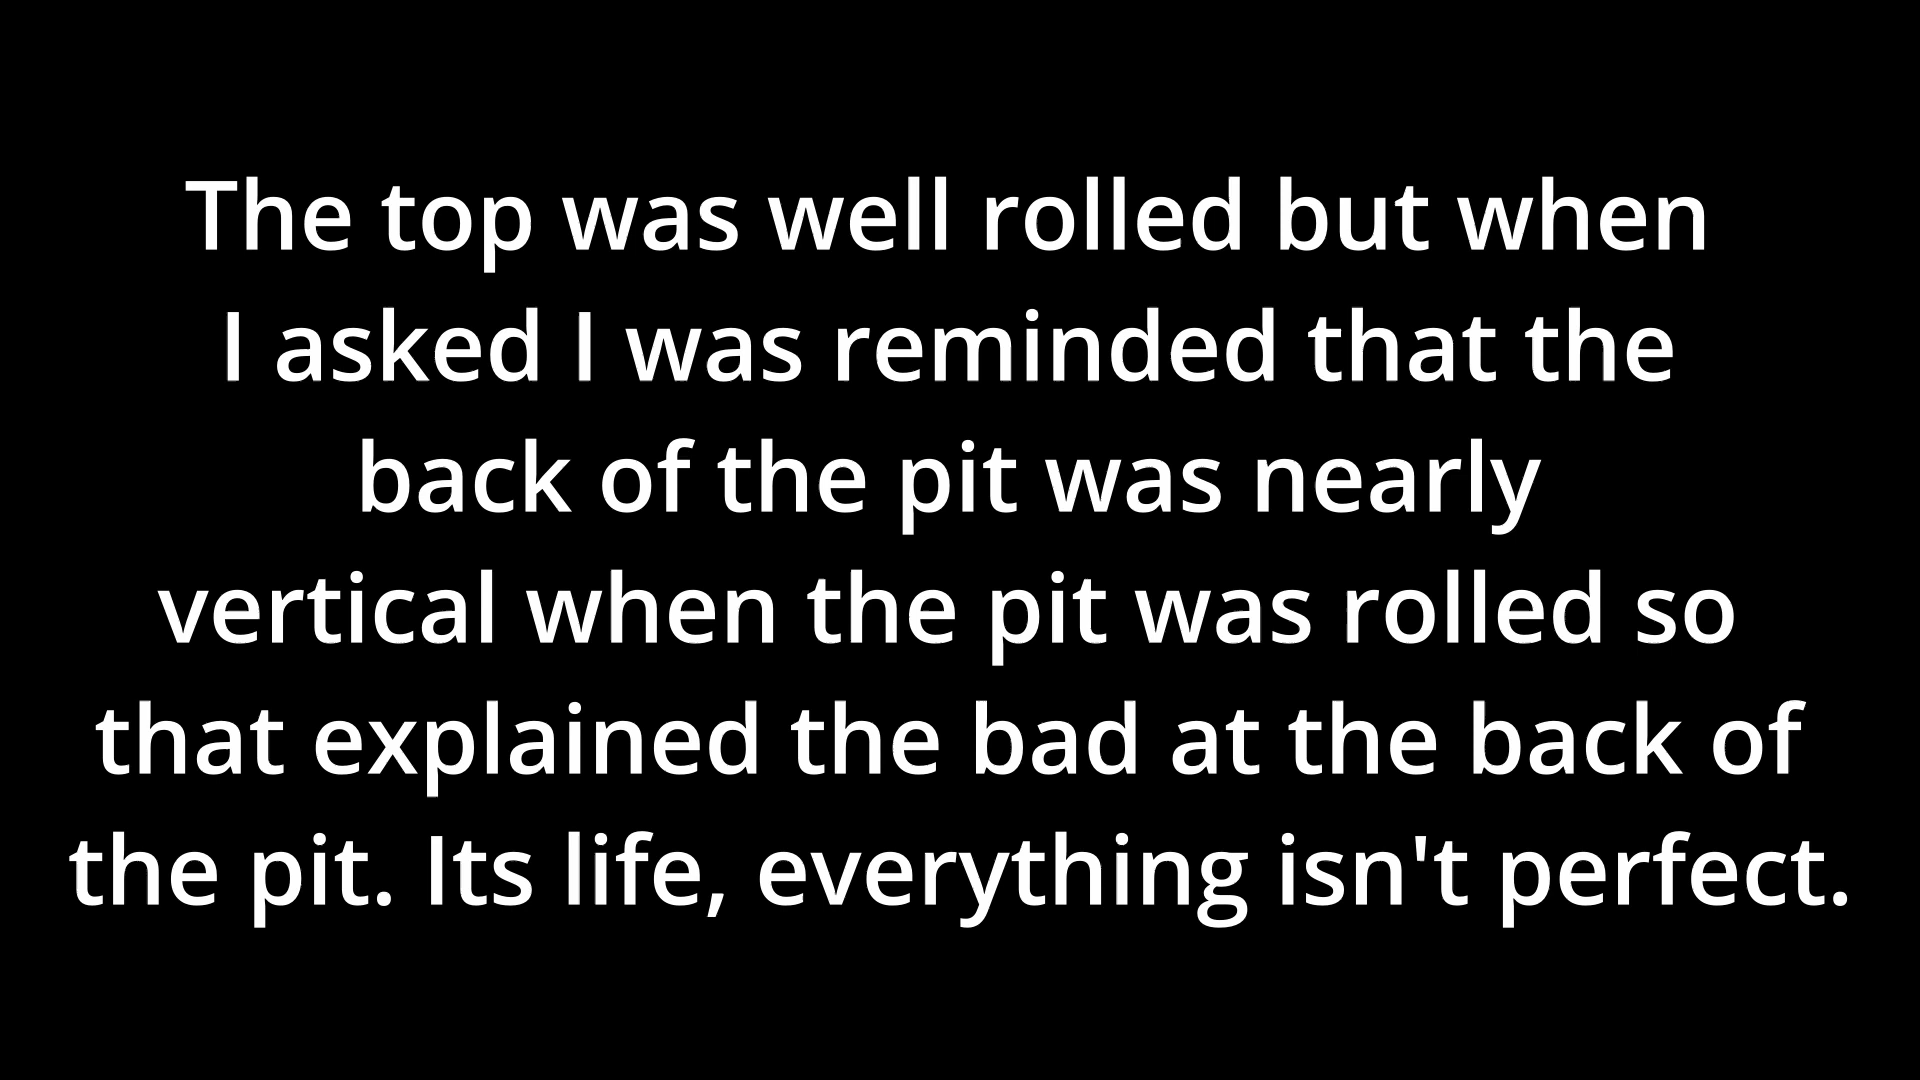 The top was well rolled but when
I asked I was reminded that the
back of the pit was nearly
vertical when the pit was rolled so
that explained the bad at the back of
the pit. Its life, everything isn't perfect.